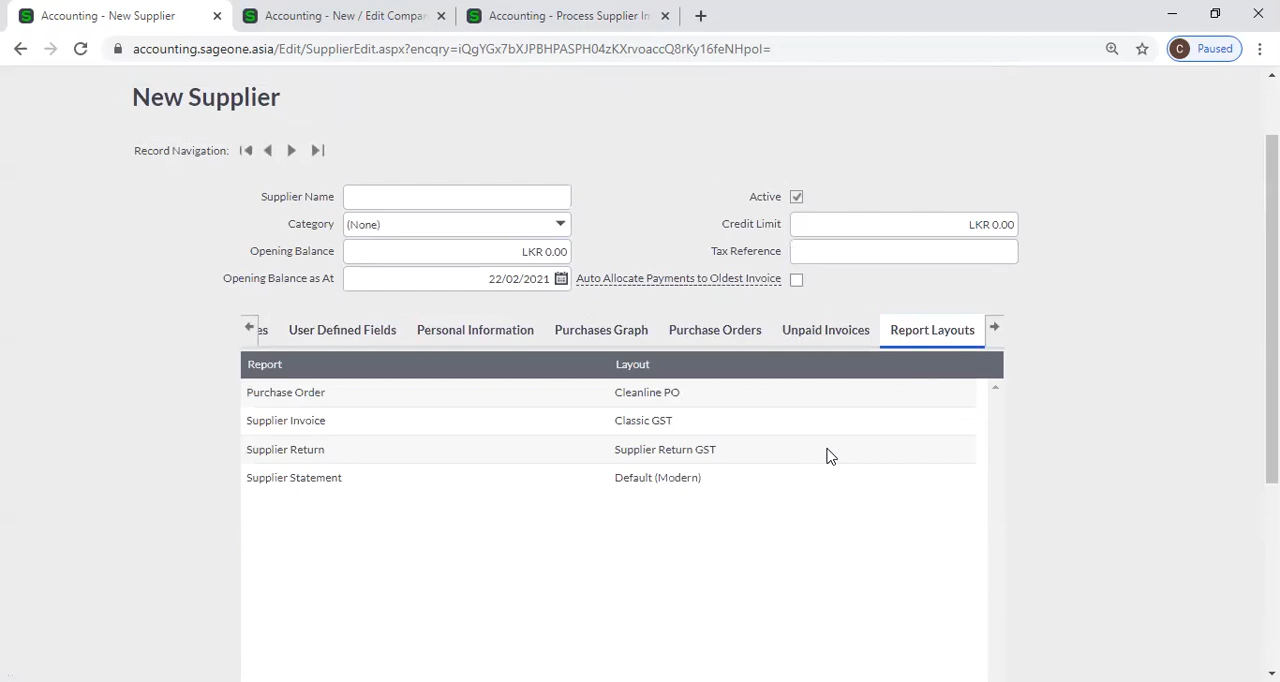 Accounting - New Supplier
Accounting - New / Edit Compan
Accounting - Process Supplier In
accounting.sageone.asia/Edit/SupplierEdit.aspx?encqry=iQgYGx7bXJPBHPASPH04zKXrvoaccQ8rKy16feNHpoI=
C Paused
New Supplier
Record Navigation:
Supplier Name
Active
Category (None)
Credit Limit LKR 0.00
Opening Balance LKR 0.00
Tax Reference
Opening Balance as At 22/02/2021 Auto Allocate Payments to Oldest Invoice
es User Defined Fields Personal Information Purchases Graph Purchase Orders Unpaid Invoices Report Layouts
Report Layout
Purchase Order Cleanline PO
Supplier Invoice Classic GST
Supplier Return Supplier Return GST
Supplier Statement Default (Modern)